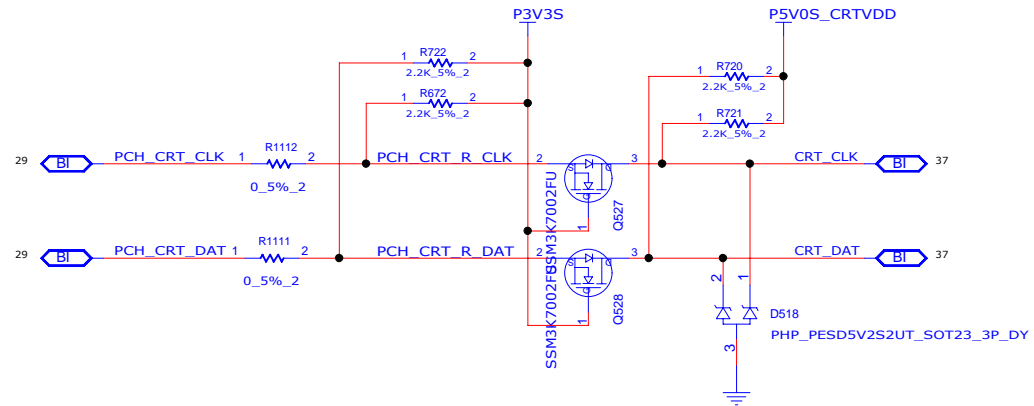 P3V3S
P5V0S_CRTVDD
1 R722 2
2.2K_5%_2
1 R672 2
2.2K_5%_2
1 R720 2
2.2K_5%_2
1 R721 2
2.2K_5%_2
29 BI PCH_CRT_CLK 1 R1112 2 PCH_CRT_R_CLK 2 3 CRT_CLK BI 37
0_5%_2
S D
G
1
SSM3K7002FU
Q527
29 BI PCH_CRT_DAT 1 R1111 2 PCH_CRT_R_DAT 2 3 CRT_DAT BI 37
0_5%_2
S D
G
1
SSM3K7002FU
Q528
2 1
D518
PHP_PESD5V2S2UT_SOT23_3P_DY
3